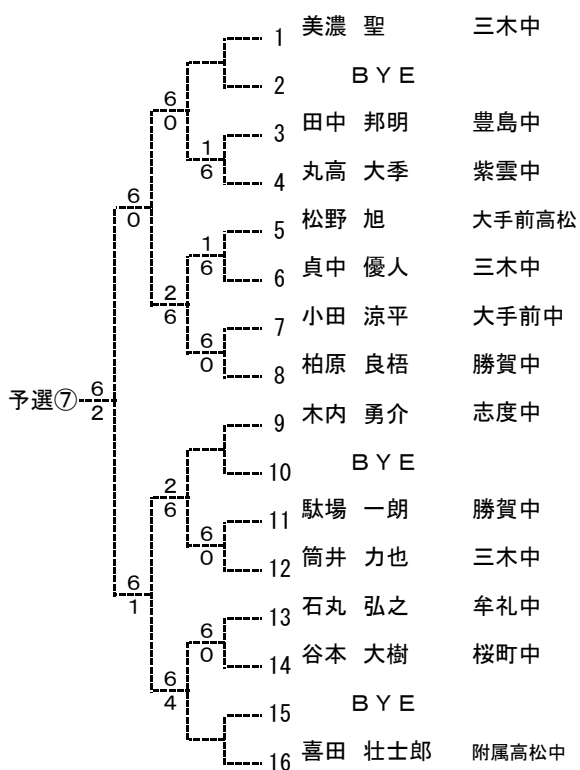 1 美濃 聖 三木中
2 ＢＹＥ
6
0
3 田中 邦明 豊島中
1
6
4 丸高 大季 紫雲中
6
0
5 松野 旭 大手前高松
1
6
6 貞中 優人 三木中
2
6
7 小田 涼平 大手前中
6
0
8 柏原 良梧 勝賀中
予選⑦
6
2
9 木内 勇介 志度中
10 ＢＹＥ
2
6
11 駄場 一朗 勝賀中
6
0
12 筒井 力也 三木中
6
1
13 石丸 弘之 牟礼中
6
0
14 谷本 大樹 桜町中
6
4
15 ＢＹＥ
16 喜田 壮士郎 附属高松中